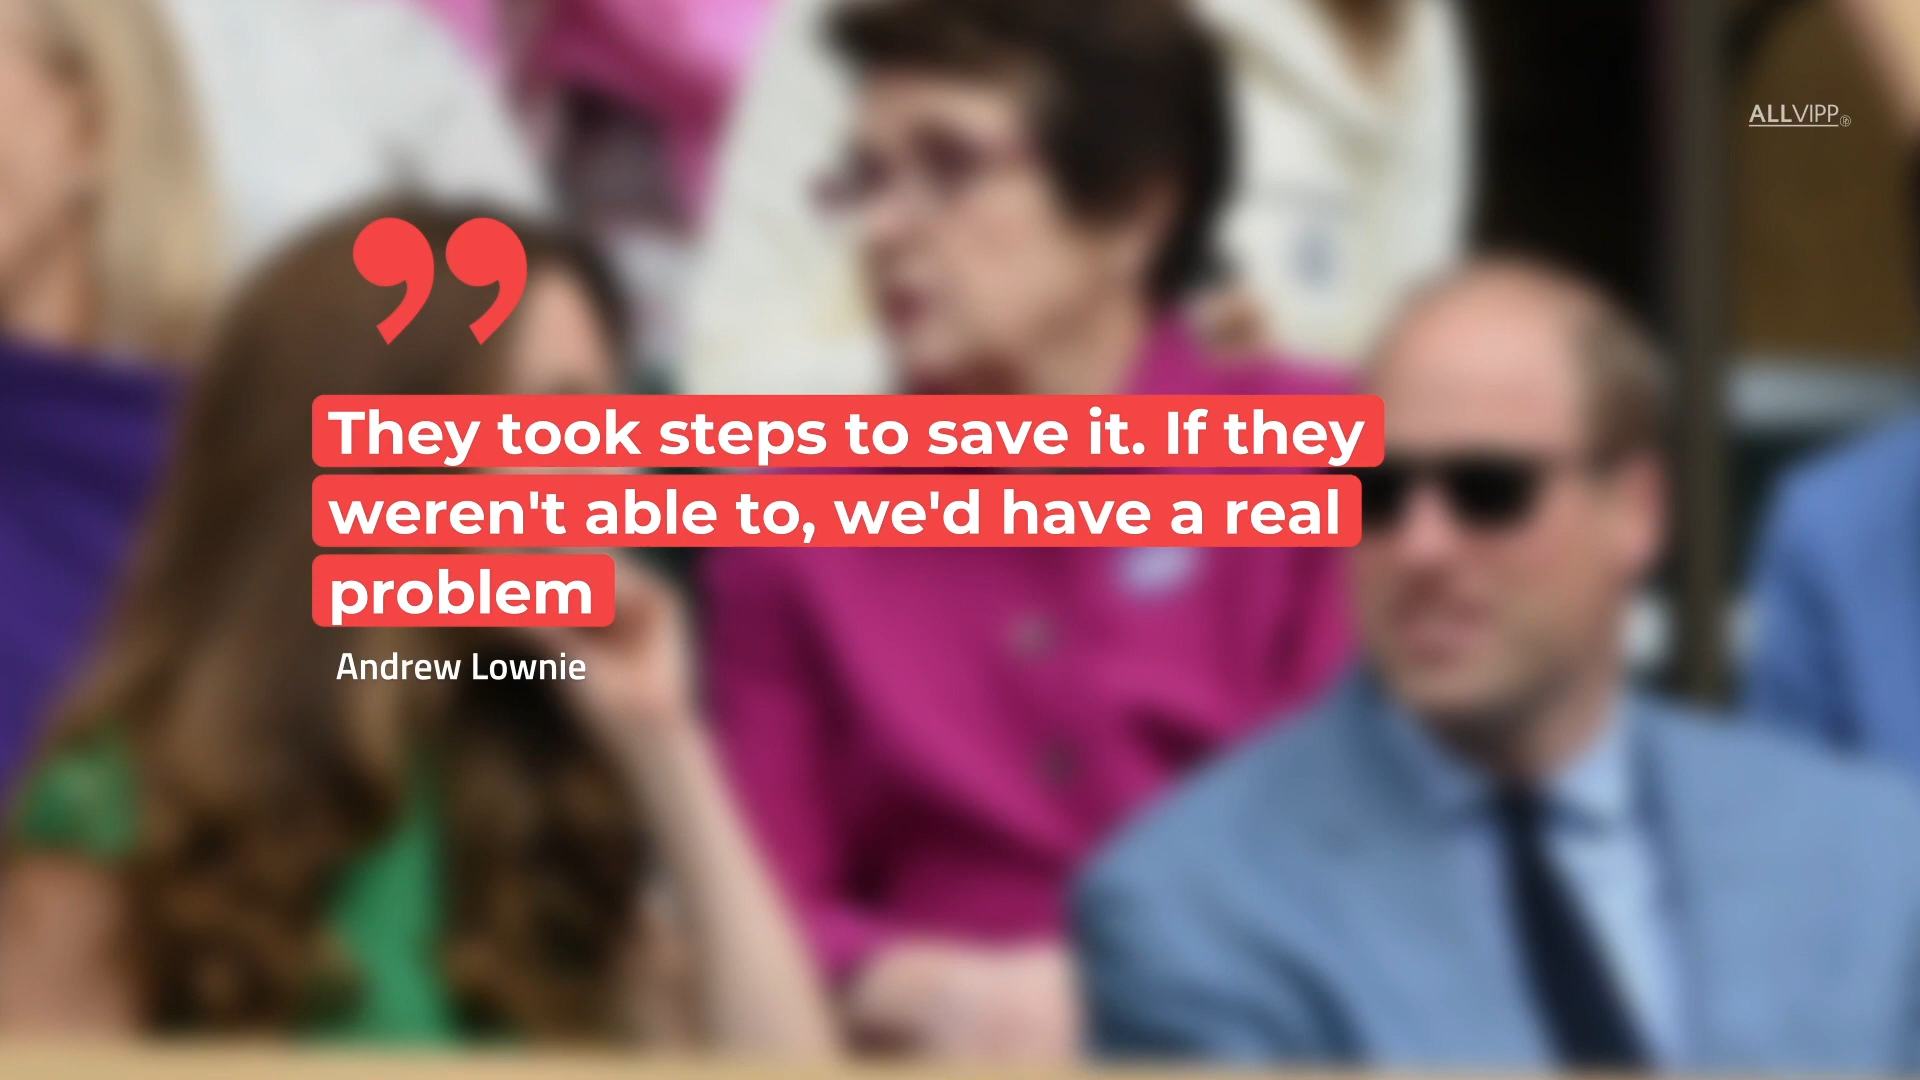 ALLVIPP
They took steps to save it. If they
weren't able to, we'd have a real
problem
Andrew Lownie